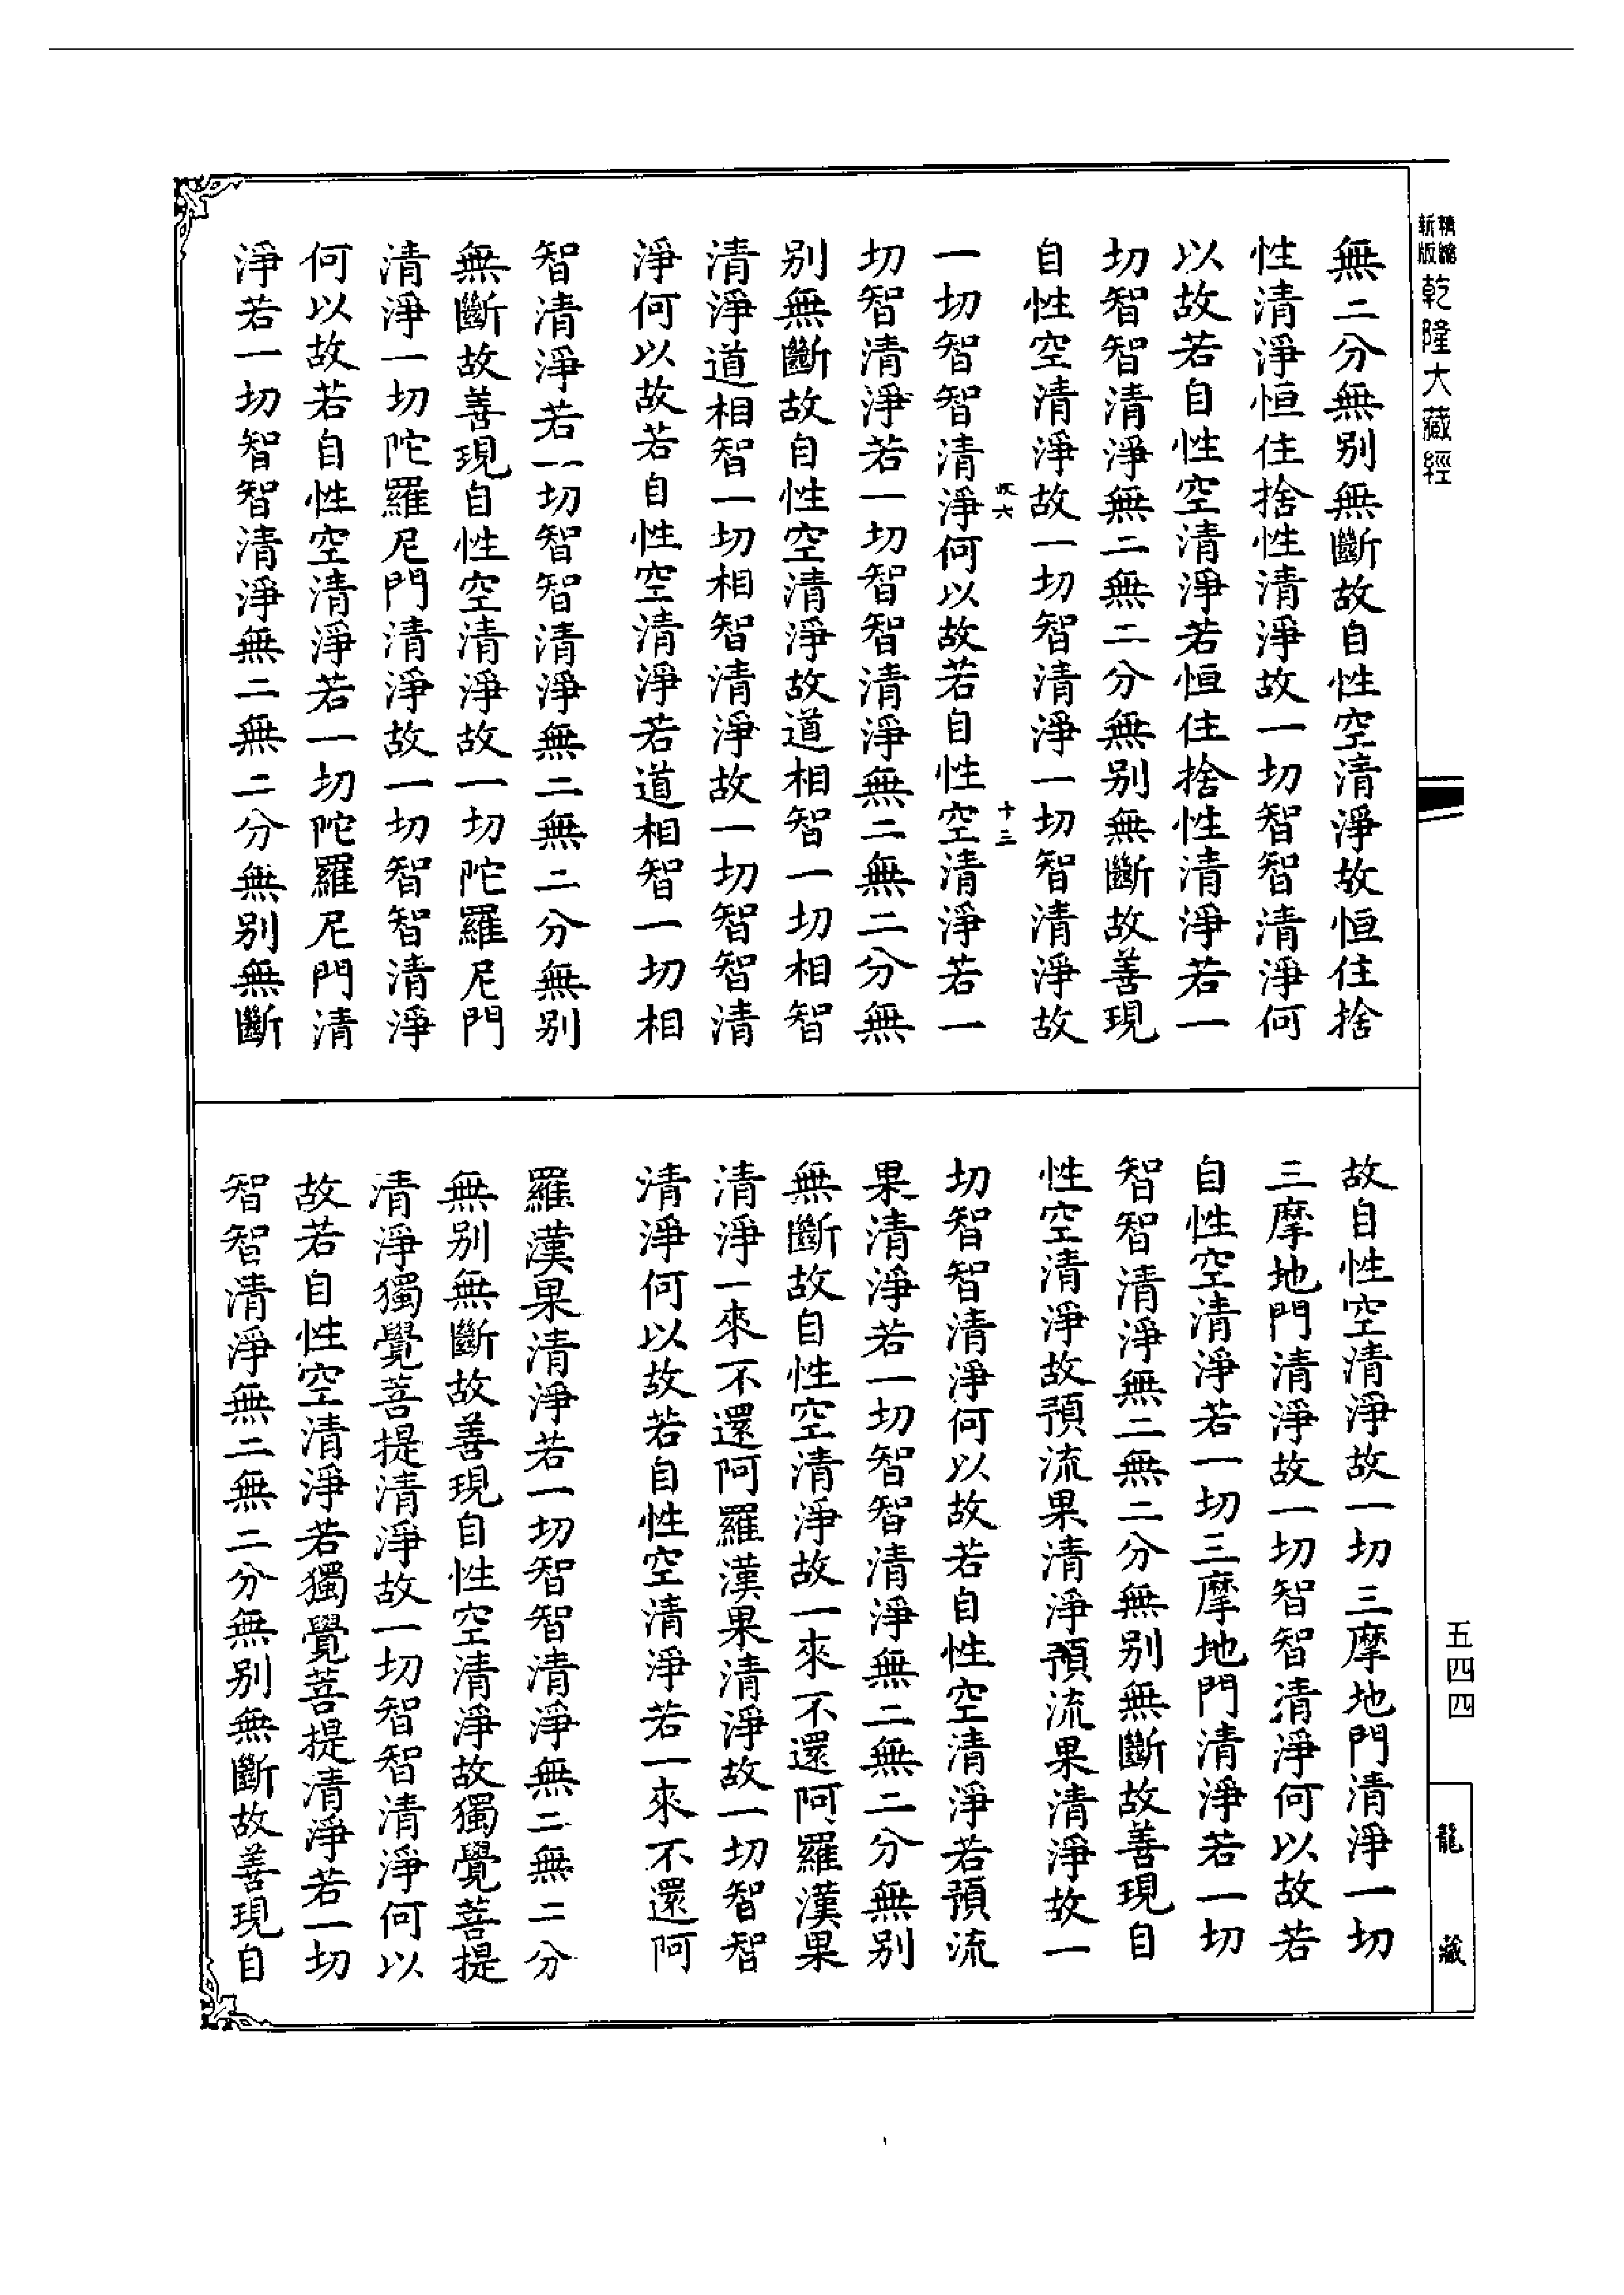 精縮新版乾隆大藏經
無二分無別無斷故自性空清淨故恒住捨
性清淨恒住捨性清淨故一切智智清淨何
以故若自性空清淨若恒住捨性清淨若一
切智智清淨無二無二分無別無斷故善現
自性空清淨故一切智清淨一切智清淨故
一切智智清淨何以故若自性空清淨若一
切智清淨若一切智智清淨無二無二分無
別無斷故自性空清淨故道相智一切相智
清淨道相智一切相智清淨故一切智智清
淨何以故若自性空清淨若道相智一切相
智清淨若一切智智清淨無二無二分無別
無斷故善現自性空清淨故一切陀羅尼門
清淨一切陀羅尼門清淨故一切智智清淨
何以故若自性空清淨若一切陀羅尼門清
淨若一切智智清淨無二無二分無別無斷
故自性空清淨故一切三摩地門清淨一切
三摩地門清淨故一切智智清淨何以故若
自性空清淨若一切三摩地門清淨若一切
智智清淨無二無二分無別無斷故善現自
性空清淨故預流果清淨預流果清淨故一
切智智清淨何以故若自性空清淨若預流
果清淨若一切智智清淨無二無二分無別
無斷故自性空清淨故一來不還阿羅漢果
清淨一來不還阿羅漢果清淨故一切智智
清淨何以故若自性空清淨若一來不還阿
羅漢果清淨若一切智智清淨無二無二分
無別無斷故善現自性空清淨故獨覺菩提
清淨獨覺菩提清淨故一切智智清淨何以
故若自性空清淨若獨覺菩提清淨若一切
智智清淨無二無二分無別無斷故善現自
五四四
龍藏
十三